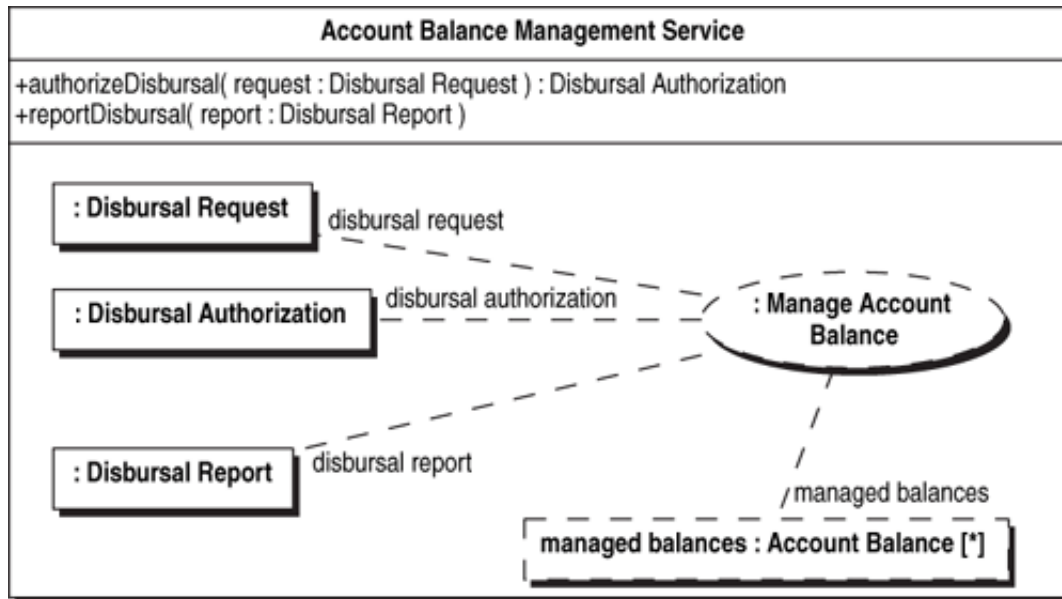 Account Balance Management Service
+authorizeDisbursal( request : Disbursal Request ) : Disbursal Authorization
+reportDisbursal( report : Disbursal Report )
: Disbursal Request
disbursal request
: Disbursal Authorization
disbursal authorization
: Manage Account
Balance
: Disbursal Report
disbursal report
managed balances
managed balances : Account Balance [*]